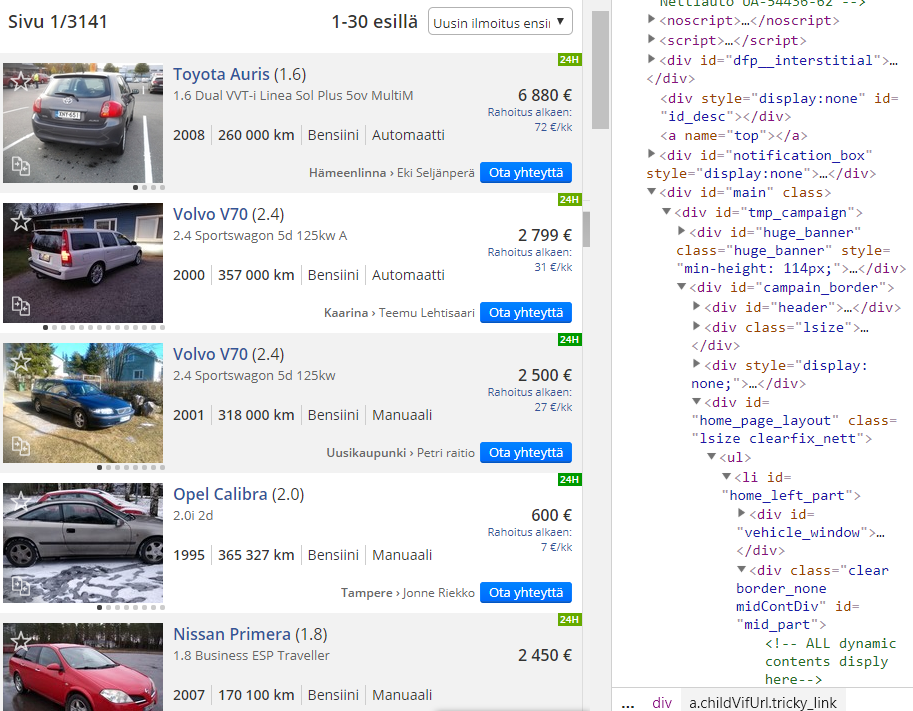 Sivu 1/3141
1-30 esillä
Uusin ilmoitus ensin
24H
Toyota Auris (1.6)
1.6 Dual VVT-i Linea Sol Plus 5ov MultiM
6 880 €
Rahoitus alkaen:
72 €/kk
2008 260 000 km Bensiini Automaatti
Hämeenlinna › Eki Seljänperä Ota yhteyttä
24H
Volvo V70 (2.4)
2.4 Sportswagon 5d 125kw A
2 799 €
Rahoitus alkaen:
31 €/kk
2000 357 000 km Bensiini Automaatti
Kaarina › Teemu Lehtisaari Ota yhteyttä
24H
Volvo V70 (2.4)
2.4 Sportswagon 5d 125kw
2 500 €
Rahoitus alkaen:
27 €/kk
2001 318 000 km Bensiini Manuaali
Uusikaupunki › Petri raitio Ota yhteyttä
24H
Opel Calibra (2.0)
2.0i 2d
600 €
Rahoitus alkaen:
7 €/kk
1995 365 327 km Bensiini Manuaali
Tampere › Jonne Riekko Ota yhteyttä
24H
Nissan Primera (1.8)
1.8 Business ESP Traveller
2 450 €
2007 170 100 km Bensiini Manuaali
Nettiauto UA-54436-62 -->
<noscript>…</noscript>
<script>…</script>
<div id="dfp__interstitial">…
</div>
<div style="display:none" id=
"id_desc"></div>
<a name="top"></a>
<div id="notification_box"
style="display:none">…</div>
<div id="main" class>
<div id="tmp_campaign">
<div id="huge_banner"
class="huge_banner" style=
"min-height: 114px;">…</div>
<div id="campain_border">
<div id="header">…</div>
<div class="lsize">…
</div>
<div style="display:
none;">…</div>
<div id=
"home_page_layout" class=
"lsize clearfix_nett">
<ul>
<li id=
"home_left_part">
<div id=
"vehicle_window">…
</div>
<div class="clear
border_none
midContDiv" id=
"mid_part">
<!-- ALL dynamic
contents disply
here-->
... div a.childVifUrl.tricky_link